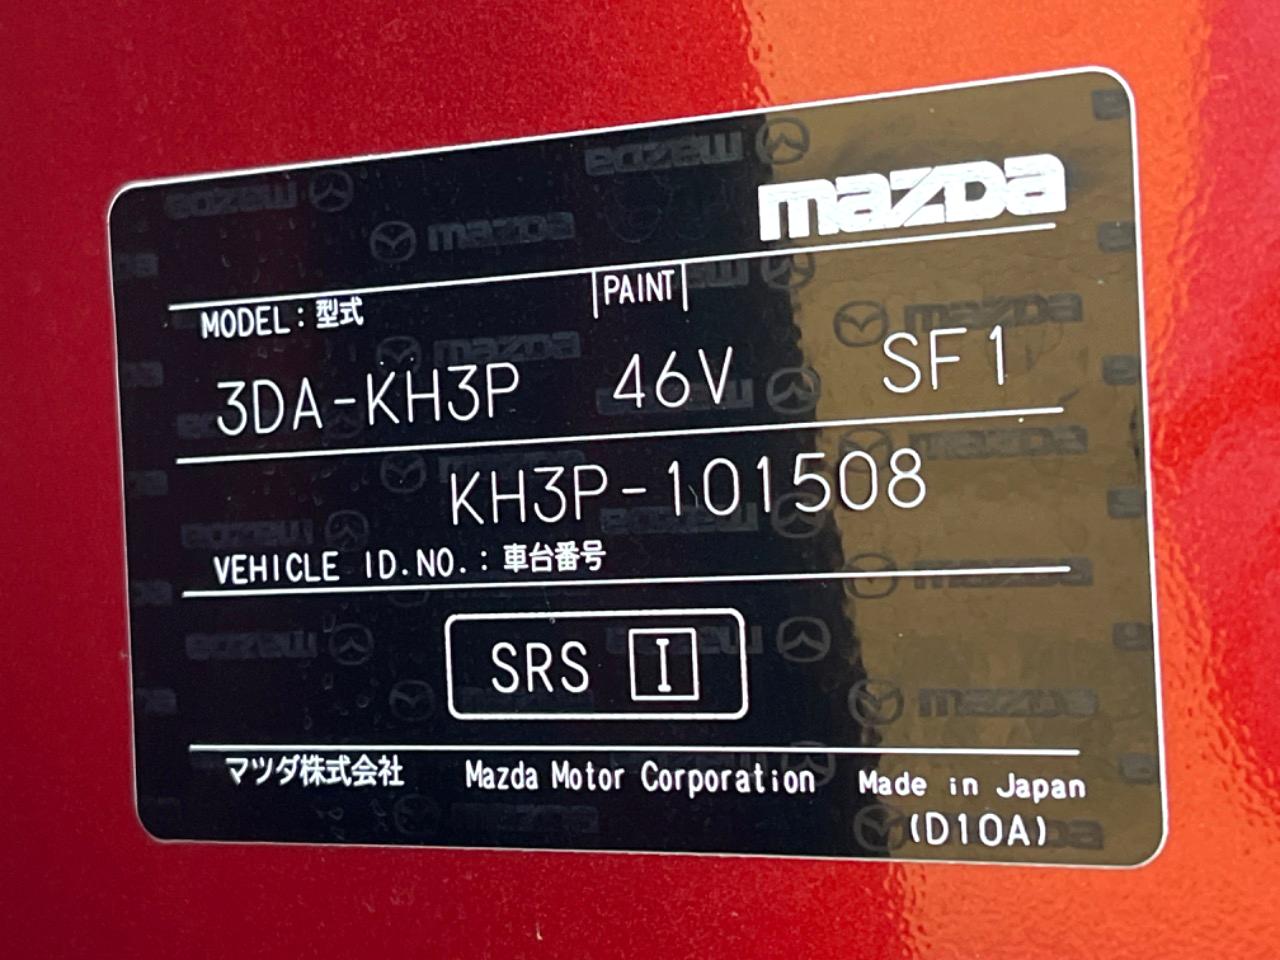 mazda
MODEL:型式 PAINT
3DA-KH3P 46V SF1
KH3P-101508
VEHICLE ID.NO.:車台番号
SRS I
マツダ株式会社 Mazda Motor Corporation Made in Japan
(D10A)